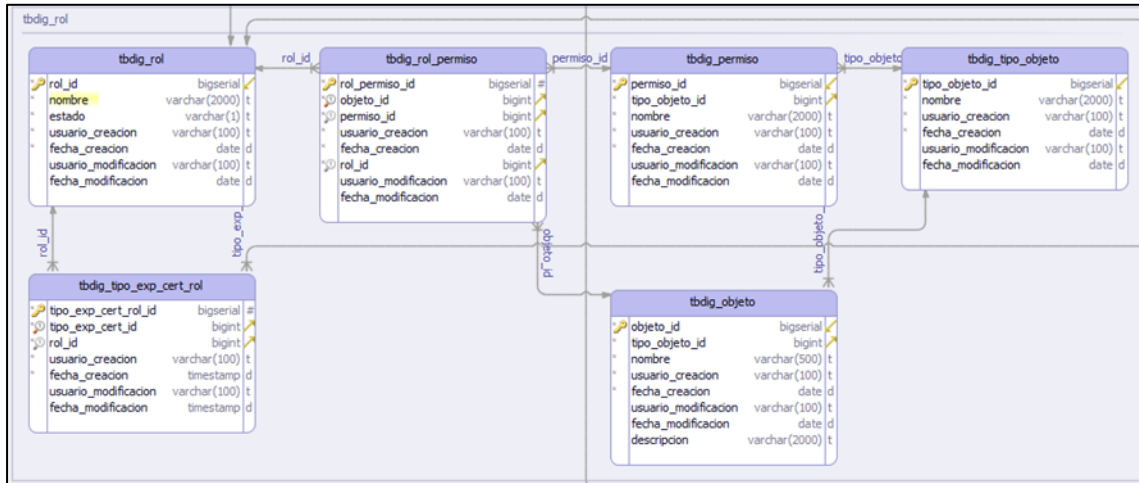 tbdig_rol
tbdig_rol
rol_id bigserial
nombre varchar(2000) t
estado varchar(1) t
usuario_creacion varchar(100) t
fecha_creacion date d
usuario_modificacion varchar(100) t
fecha_modificacion date d
rol_id
tbdig_rol_permiso
rol_permiso_id bigserial #
objeto_id bigint
permiso_id bigint
usuario_creacion varchar(100) t
fecha_creacion date d
rol_id bigint
usuario_modificacion varchar(100) t
fecha_modificacion date d
permiso_id
tbdig_permiso
permiso_id bigserial
tipo_objeto_id bigint
nombre varchar(2000) t
usuario_creacion varchar(100) t
fecha_creacion date d
usuario_modificacion varchar(100) t
fecha_modificacion date d
tipo_objeto
tbdig_tipo_objeto
tipo_objeto_id bigserial
nombre varchar(2000) t
usuario_creacion varchar(100) t
fecha_creacion date d
usuario_modificacion varchar(100) t
fecha_modificacion date d
rol_id
tipo_exp_
objeto_id
tipo_objeto_
tbdig_tipo_exp_cert_rol
tipo_exp_cert_rol_id bigserial #
tipo_exp_cert_id bigint
rol_id bigint
usuario_creacion varchar(100) t
fecha_creacion timestamp d
usuario_modificacion varchar(100) t
fecha_modificacion timestamp d
tbdig_objeto
objeto_id bigserial
tipo_objeto_id bigint
nombre varchar(500) t
usuario_creacion varchar(100) t
fecha_creacion date d
usuario_modificacion varchar(100) t
fecha_modificacion date d
descripcion varchar(2000) t